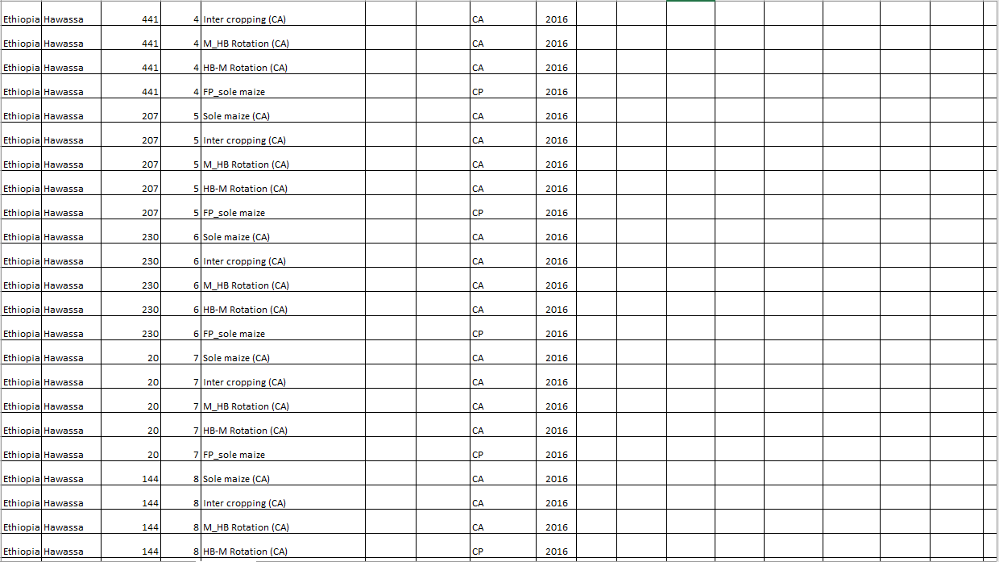 Ethiopia Hawassa 441 4 Inter cropping (CA) CA 2016
Ethiopia Hawassa 441 4 M_HB Rotation (CA) CA 2016
Ethiopia Hawassa 441 4 HB-M Rotation (CA) CA 2016
Ethiopia Hawassa 441 4 FP_sole maize CP 2016
Ethiopia Hawassa 207 5 Sole maize (CA) CA 2016
Ethiopia Hawassa 207 5 Inter cropping (CA) CA 2016
Ethiopia Hawassa 207 5 M_HB Rotation (CA) CA 2016
Ethiopia Hawassa 207 5 HB-M Rotation (CA) CA 2016
Ethiopia Hawassa 207 5 FP_sole maize CP 2016
Ethiopia Hawassa 230 6 Sole maize (CA) CA 2016
Ethiopia Hawassa 230 6 Inter cropping (CA) CA 2016
Ethiopia Hawassa 230 6 M_HB Rotation (CA) CA 2016
Ethiopia Hawassa 230 6 HB-M Rotation (CA) CA 2016
Ethiopia Hawassa 230 6 FP_sole maize CP 2016
Ethiopia Hawassa 20 7 Sole maize (CA) CA 2016
Ethiopia Hawassa 20 7 Inter cropping (CA) CA 2016
Ethiopia Hawassa 20 7 M_HB Rotation (CA) CA 2016
Ethiopia Hawassa 20 7 HB-M Rotation (CA) CA 2016
Ethiopia Hawassa 20 7 FP_sole maize CP 2016
Ethiopia Hawassa 144 8 Sole maize (CA) CA 2016
Ethiopia Hawassa 144 8 Inter cropping (CA) CA 2016
Ethiopia Hawassa 144 8 M_HB Rotation (CA) CA 2016
Ethiopia Hawassa 144 8 HB-M Rotation (CA) CP 2016